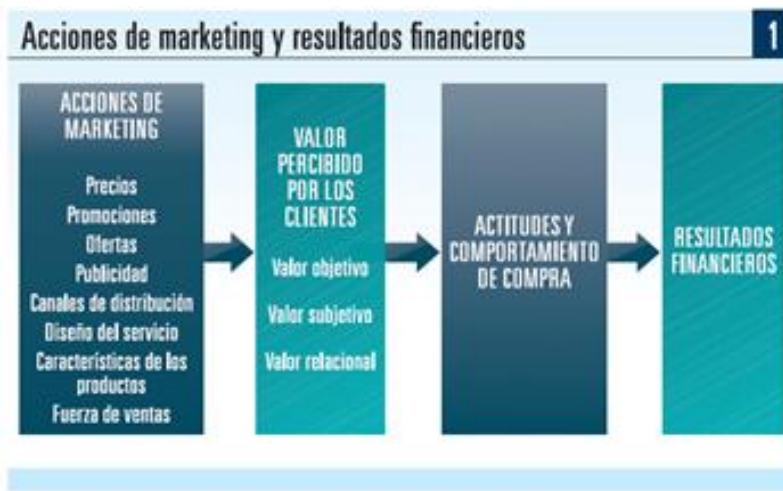 Acciones de marketing y resultados financieros
1
ACCIONES DE
MARKETING
Precios
Promociones
Ofertas
Publicidad
Canales de distribución
Diseño del servicio
Características de los
productos
Fuerza de ventas
VALOR
PERCIBIDO
POR LOS
CLIENTES
Valor objetivo
Valor subjetivo
Valor relacional
ACTITUDES Y
COMPORTAMIENTO
DE COMPRA
RESULTADOS
FINANCIEROS